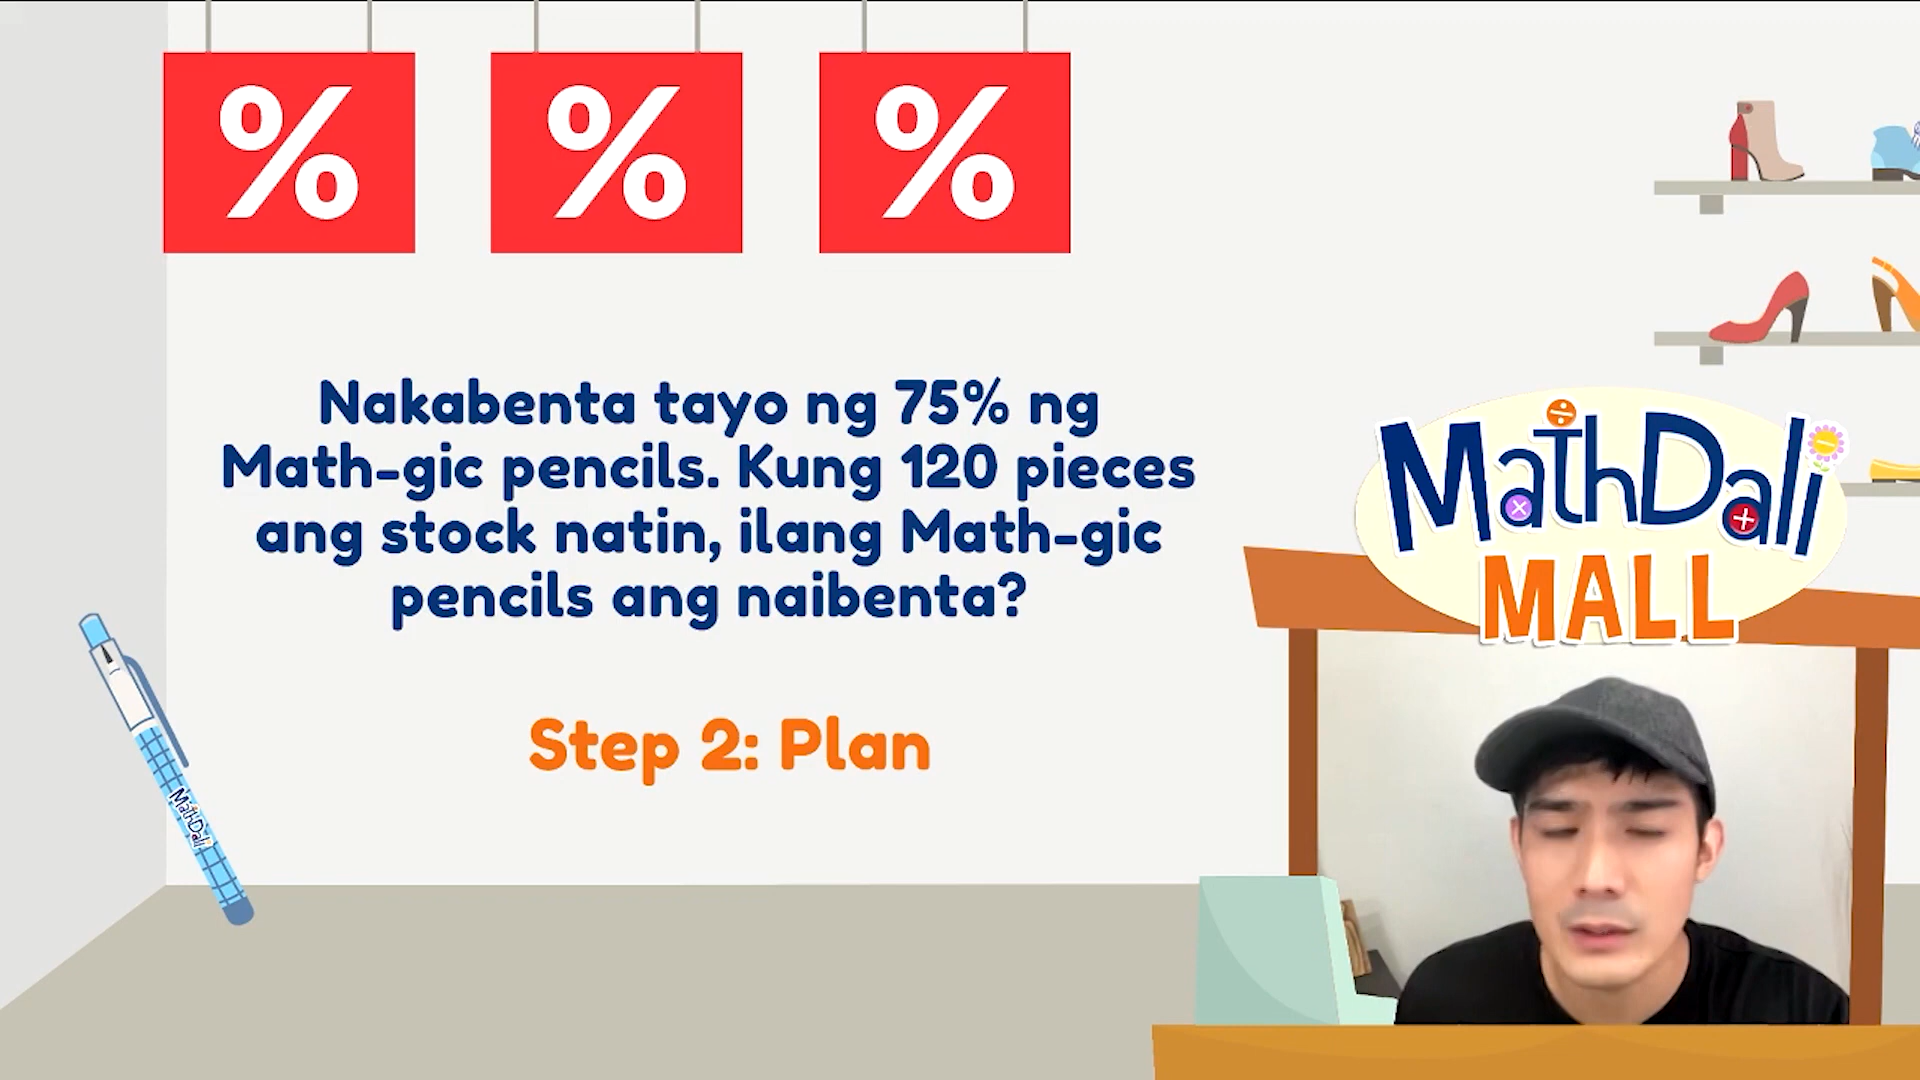 % % %
Nakabenta tayo ng 75% ng
Math-gic pencils. Kung 120 pieces
ang stock natin, ilang Math-gic
pencils ang naibenta?
Step 2: Plan
MathDali
MALL
MathDali